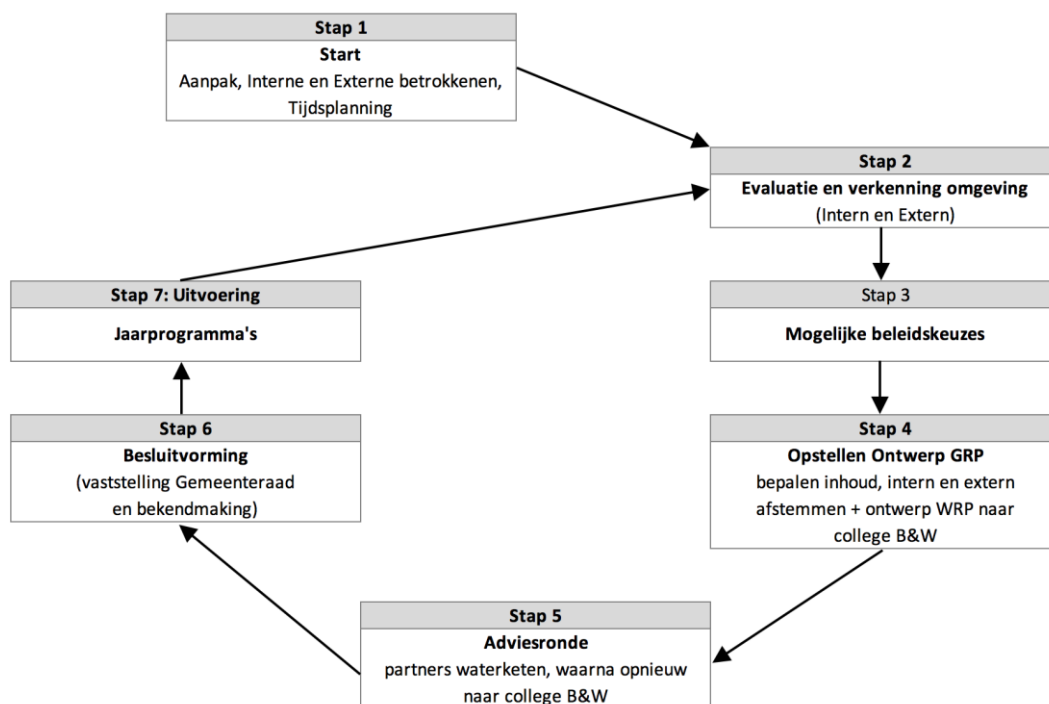 Stap 1
Start
Aanpak, Interne en Externe betrokkenen,
Tijdsplanning
Stap 2
Evaluatie en verkenning omgeving
(Intern en Extern)
Stap 3
Mogelijke beleidskeuzes
Stap 4
Opstellen Ontwerp GRP
bepalen inhoud, intern en extern
afstemmen + ontwerp WRP naar
college B&W
Stap 5
Adviesronde
partners waterketen, waarna opnieuw
naar college B&W
Stap 6
Besluitvorming
(vaststelling Gemeenteraad
en bekendmaking)
Stap 7: Uitvoering
Jaarprogramma's